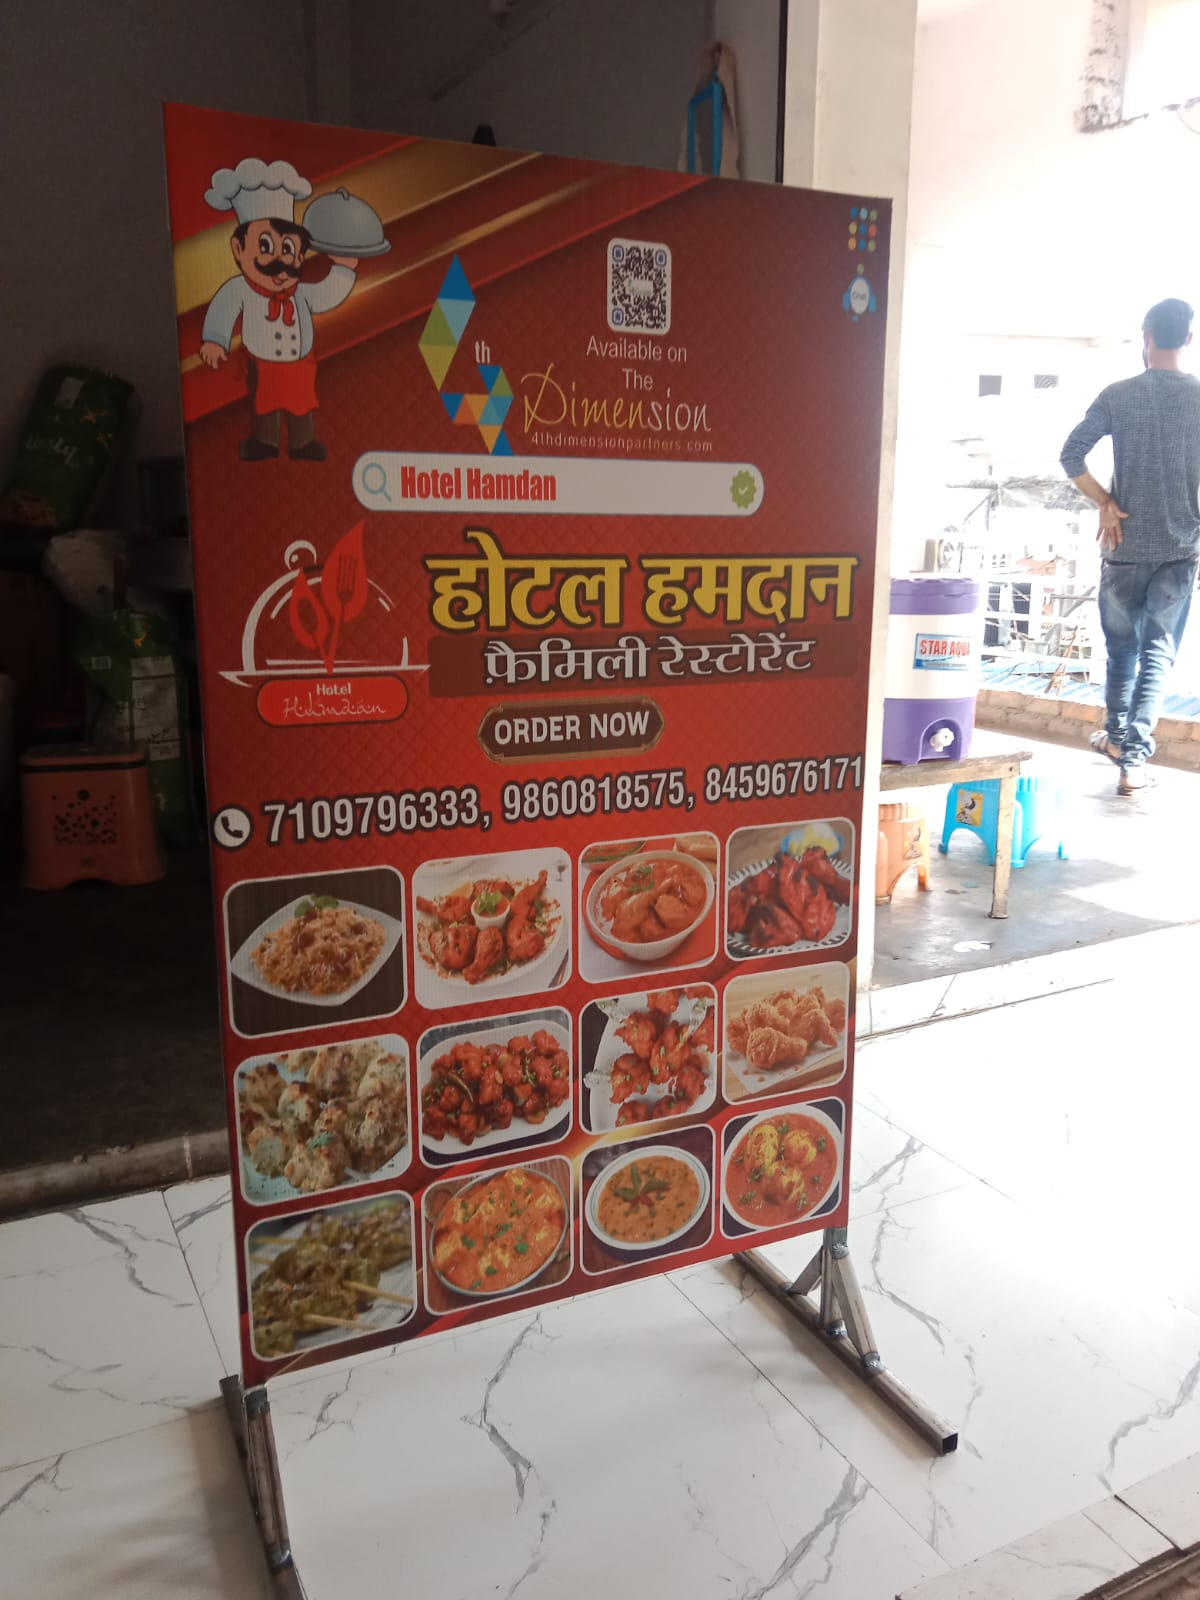 Chat
Available on
The
4th Dimension
4thdimensionpartners.com
Hotel Hamdan
होटल हमदान
फ़ैमिली रेस्टोरेंट
Hotel
Hamdan
ORDER NOW
7109796333, 9860818575, 8459676171
STAR AQUA